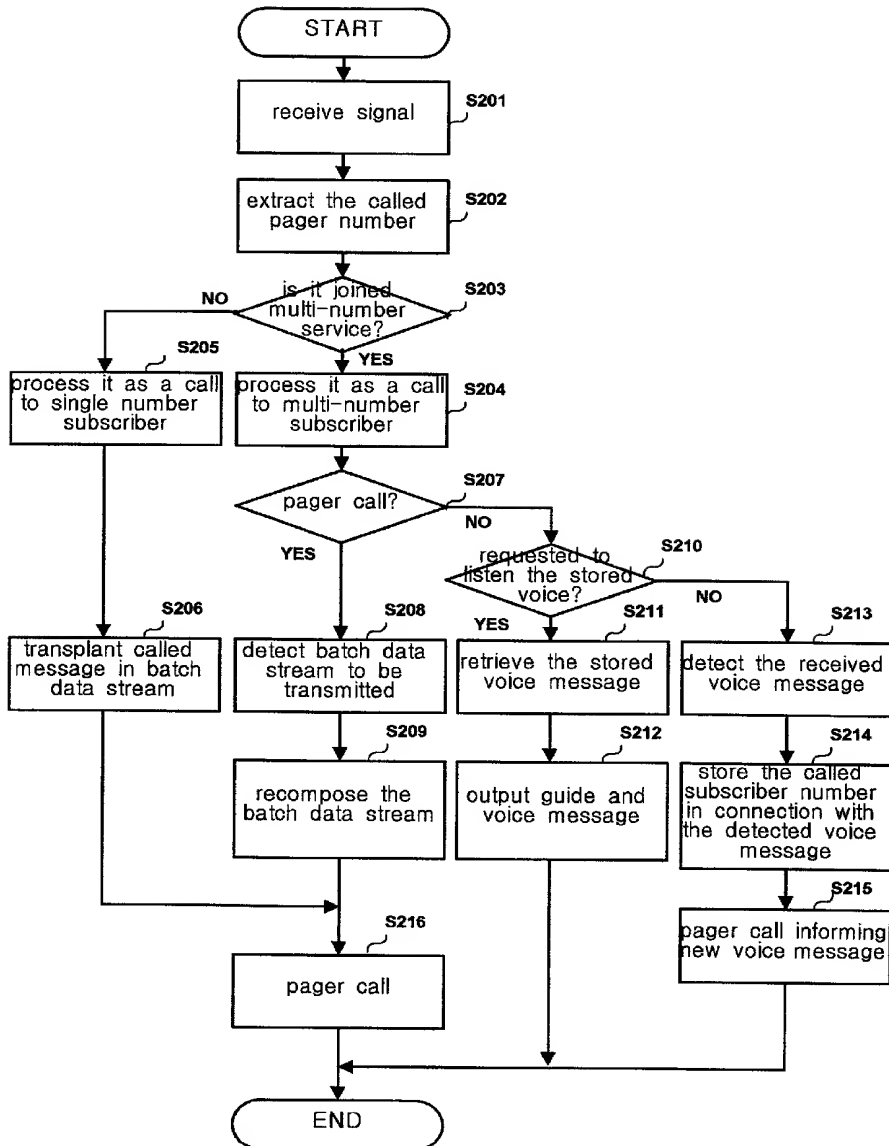 START
S201
receive signal
S202
extract the called
pager number
S203
is it joined
multi-number
service?
NO
YES
S205
process it as a call
to single number
subscriber
S204
process it as a call
to multi-number
subscriber
S207
pager call?
NO
YES
S210
requested to
listen the stored
voice?
YES
NO
S206
transplant called
message in batch
data stream
S208
detect batch data
stream to be
transmitted
S211
retrieve the stored
voice message
S213
detect the received
voice message
S209
recompose the
batch data stream
S212
output guide and
voice message
S214
store the called
subscriber number
in connection with
the detected voice
message
S215
pager call informing
new voice message
S216
pager call
END